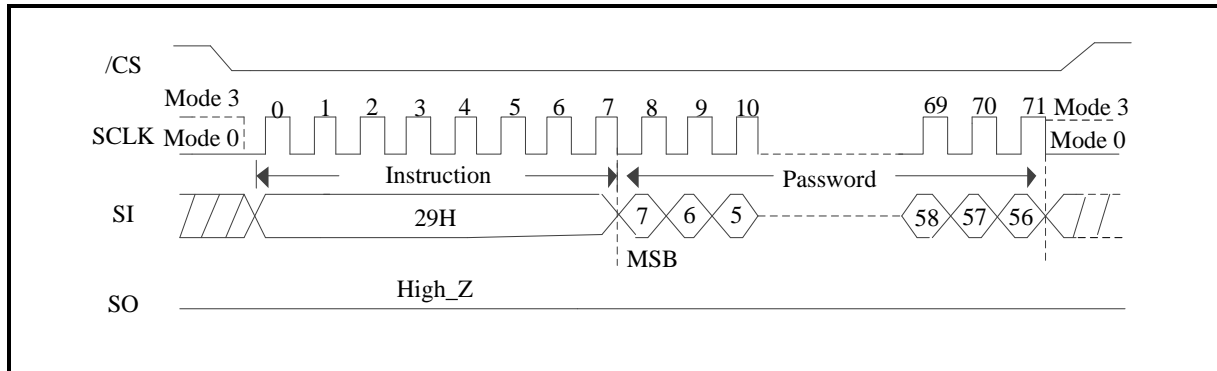 /CS
Mode 3 0 1 2 3 4 5 6 7 8 9 10 69 70 71 Mode 3
SCLK Mode 0 Mode 0
Instruction Password
SI 29H 7 6 5 58 57 56
MSB
High_Z
SO